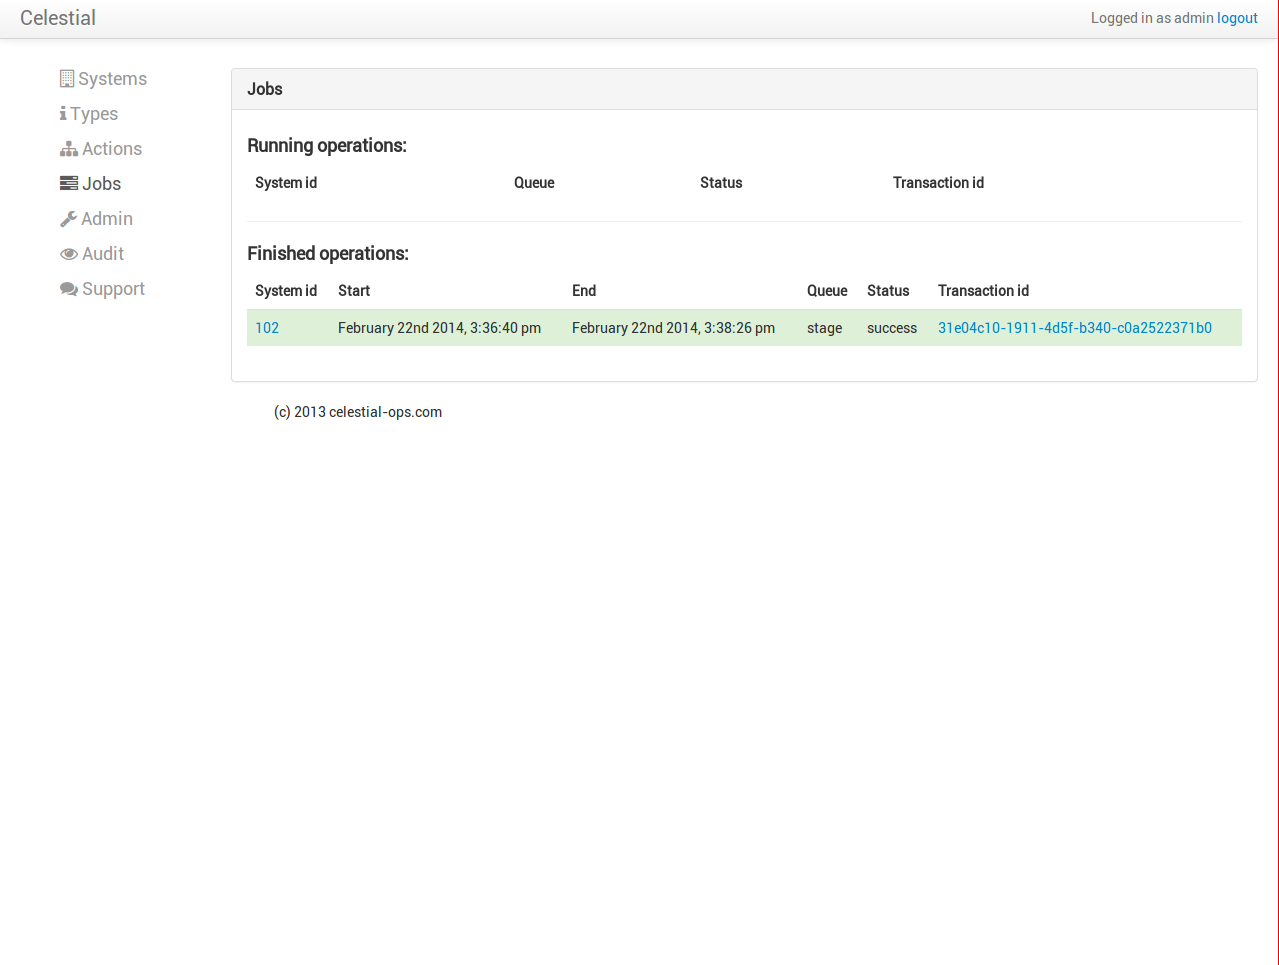 Celestial
Logged in as admin logout
Systems
Types
Actions
Jobs
Admin
Audit
Support
Jobs
Running operations:
System id Queue Status Transaction id
Finished operations:
System id Start End Queue Status Transaction id
102 February 22nd 2014, 3:36:40 pm February 22nd 2014, 3:38:26 pm stage success 31e04c10-1911-4d5f-b340-c0a2522371b0
(c) 2013 celestial-ops.com